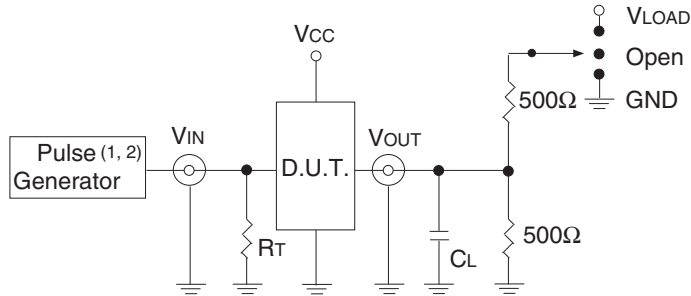 VLOAD
VCC
Open
500Ω
GND
Pulse (1, 2)
Generator
VIN
D.U.T.
VOUT
RT
CL
500Ω